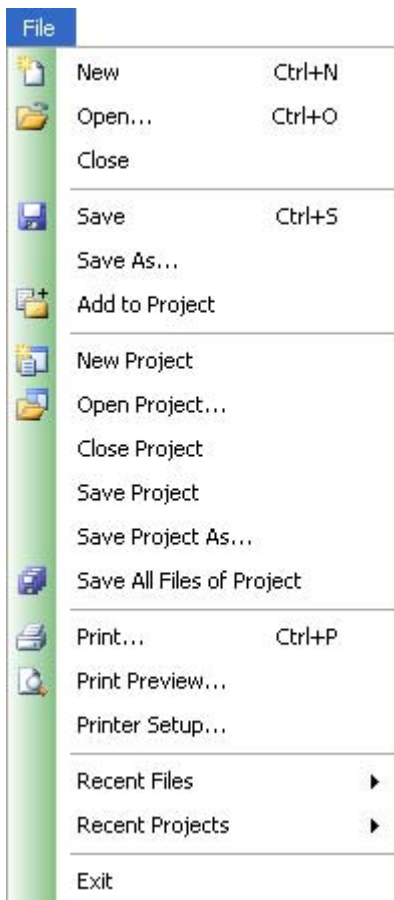 File
New Ctrl+N
Open... Ctrl+O
Close
Save Ctrl+S
Save As...
Add to Project
New Project
Open Project...
Close Project
Save Project
Save Project As...
Save All Files of Project
Print... Ctrl+P
Print Preview...
Printer Setup...
Recent Files
Recent Projects
Exit